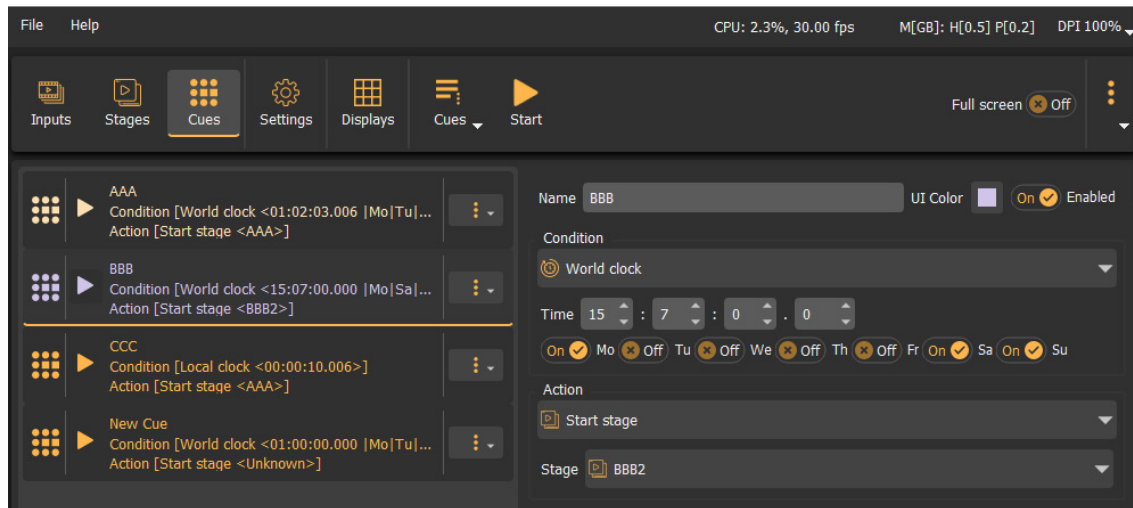 File Help CPU: 2.3%, 30.00 fps M[GB]: H[0.5] P[0.2] DPI 100%
Inputs Stages Cues Settings Displays Cues Start Full screen Off
AAA
Condition [World clock <01:02:03.006 |Mo|Tu|...
Action [Start stage <AAA>]
BBB
Condition [World clock <15:07:00.000 |Mo|Sa|...
Action [Start stage <BBB2>]
CCC
Condition [Local clock <00:00:10.006>]
Action [Start stage <AAA>]
New Cue
Condition [World clock <01:00:00.000 |Mo|Tu|...
Action [Start stage <Unknown>]
Name BBB UI Color On Enabled
Condition
World clock
Time 15 : 7 : 0 . 0
On Mo Off Tu Off We Off Th Off Fr On Sa On Su
Action
Start stage
Stage BBB2